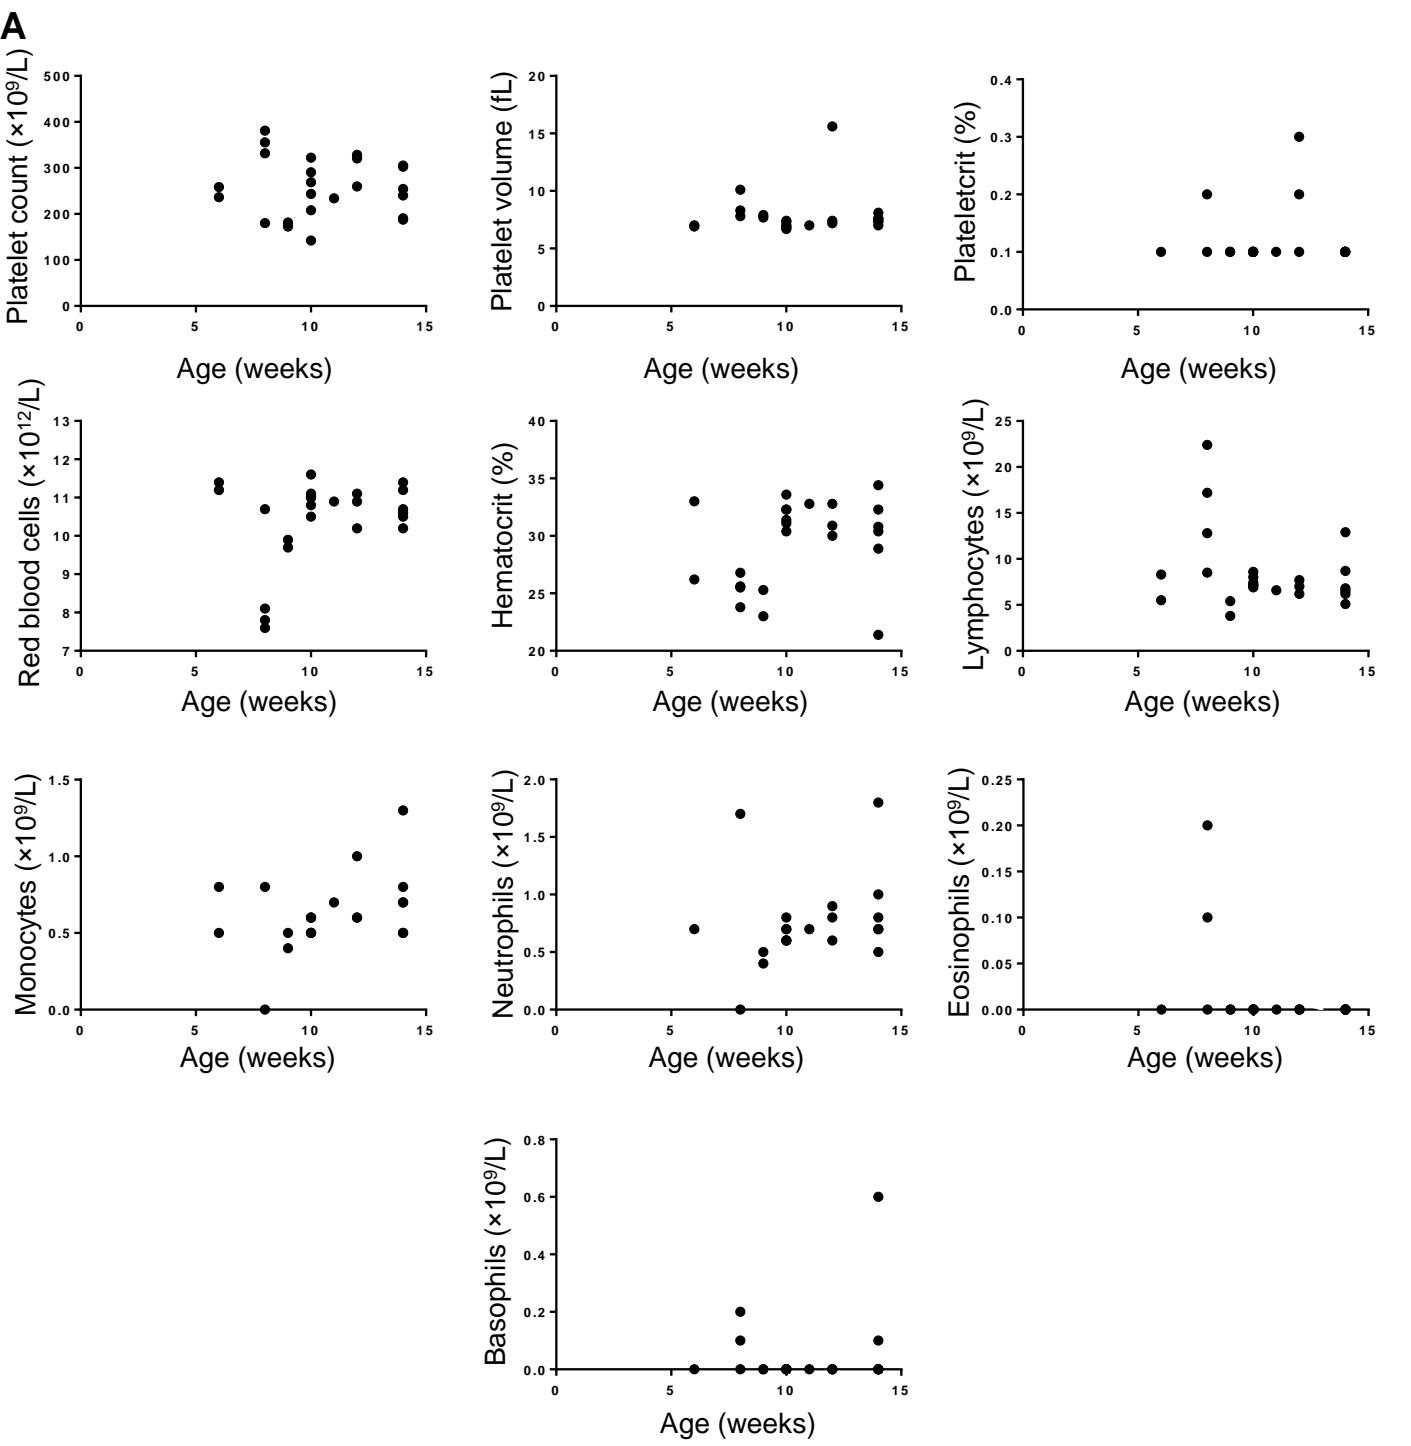 A
Platelet count (×10⁹/L)
500
400
300
200
100
0
0 5 10 15
Age (weeks)
Platelet volume (fL)
20
15
10
5
0
0 5 10 15
Age (weeks)
Plateletcrit (%)
0.4
0.3
0.2
0.1
0.0
0 5 10 15
Age (weeks)
Red blood cells (×10¹²/L)
13
12
11
10
9
8
7
0 5 10 15
Age (weeks)
Hematocrit (%)
40
35
30
25
20
0 5 10 15
Age (weeks)
Lymphocytes (×10⁹/L)
25
20
15
10
5
0
0 5 10 15
Age (weeks)
Monocytes (×10⁹/L)
1.5
1.0
0.5
0.0
0 5 10 15
Age (weeks)
Neutrophils (×10⁹/L)
2.0
1.5
1.0
0.5
0.0
0 5 10 15
Age (weeks)
Eosinophils (×10⁹/L)
0.25
0.20
0.15
0.10
0.05
0.00
0 5 10 15
Age (weeks)
Basophils (×10⁹/L)
0.8
0.6
0.4
0.2
0.0
0 5 10 15
Age (weeks)